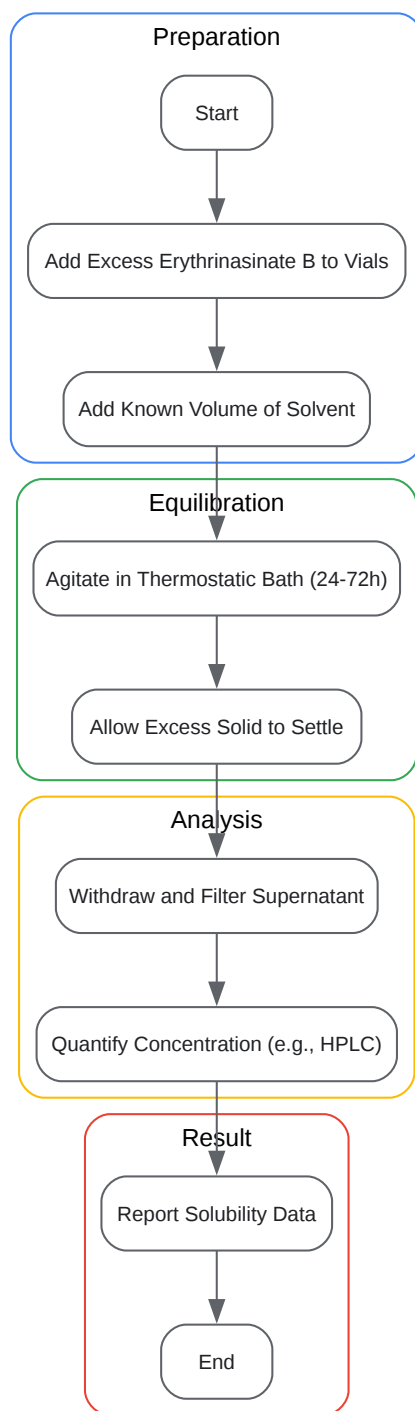 Preparation
Start
Add Excess Erythrinasinate B to Vials
Add Known Volume of Solvent
Equilibration
Agitate in Thermostatic Bath (24-72h)
Allow Excess Solid to Settle
Analysis
Withdraw and Filter Supernatant
Quantify Concentration (e.g., HPLC)
Result
Report Solubility Data
End